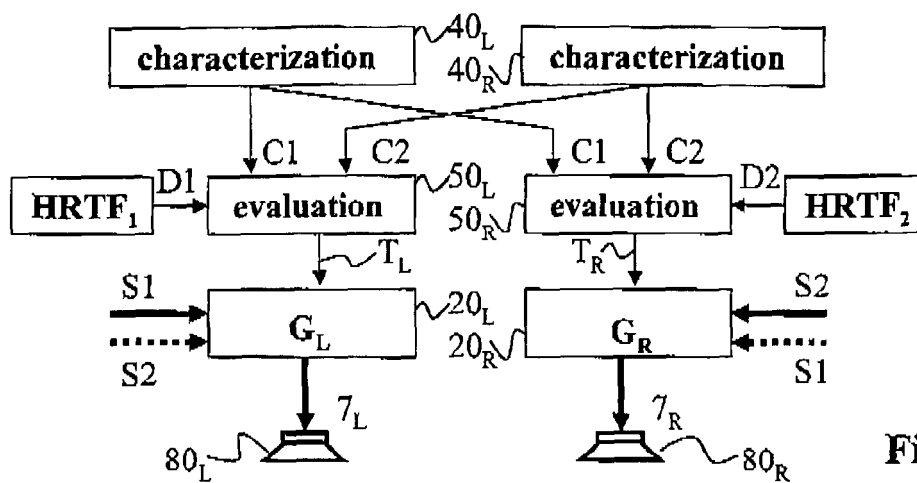 40L
characterization characterization
40R
C1 C2 C1 C2
D1 50L D2
HRTF1 evaluation evaluation HRTF2
50R
TL TR
S1 20L S2
GL GR
20R
S2 S1
7L 7R
80L 80R Fi